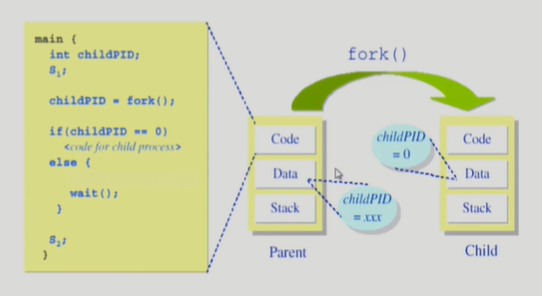 main {
int childPID;
S1;
childPID = fork();
if(childPID == 0)
<code for child process>
else {
wait();
}
S2;
}
fork()
Code
Data
Stack
Parent
childPID
= xxx
childPID
= 0
Code
Data
Stack
Child